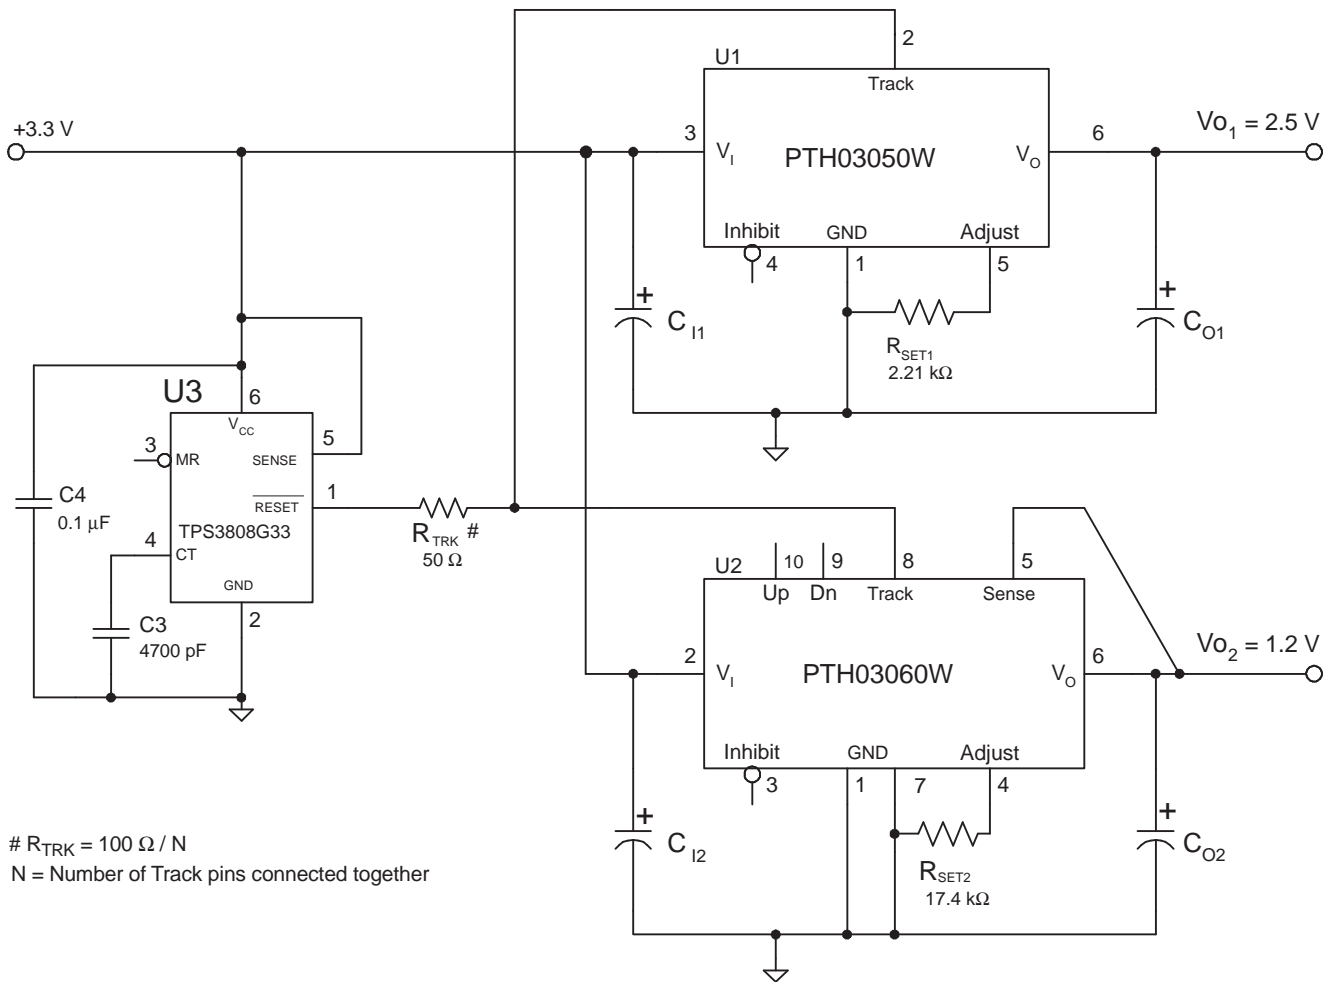 2
U1
Track
+3.3 V
3
V_I
PTH03050W
V_O
6
Vo_1 = 2.5 V
Inhibit
GND
Adjust
4
1
5
+
C_I1
R_SET1
2.21 kΩ
+
C_O1
U3
6
V_CC
3
MR
SENSE
5
RESET
1
TPS3808G33
4
CT
GND
2
C4
0.1 µF
C3
4700 pF
R_TRK #
50 Ω
U2
10
9
8
5
Up
Dn
Track
Sense
2
V_I
PTH03060W
V_O
6
Vo_2 = 1.2 V
Inhibit
GND
Adjust
3
1
7
4
+
C_I2
R_SET2
17.4 kΩ
+
C_O2
# R_TRK = 100 Ω / N
N = Number of Track pins connected together